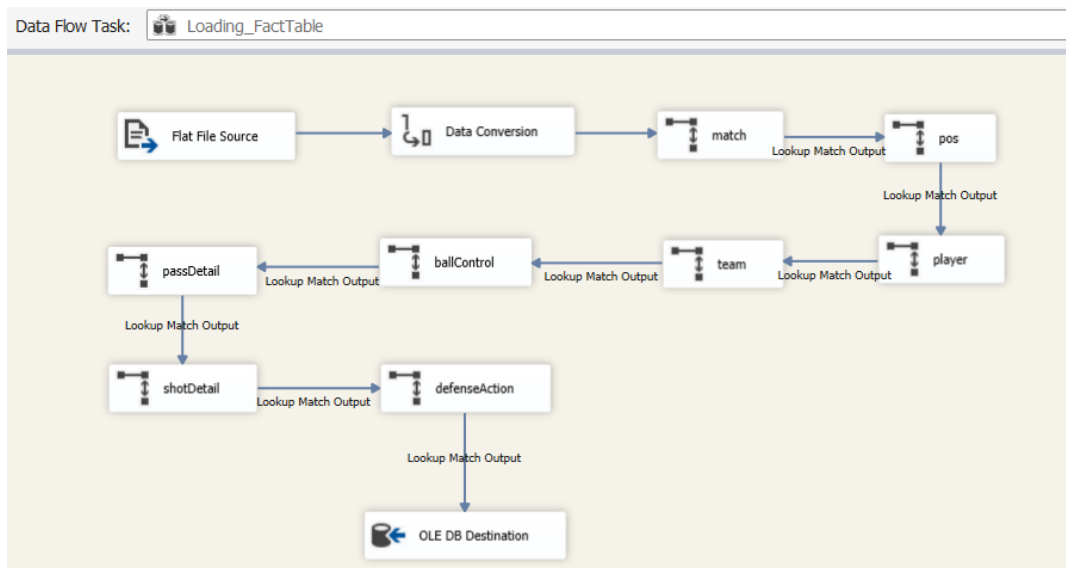 Data Flow Task: Loading_FactTable
Flat File Source
Data Conversion
match
Lookup Match Output
pos
Lookup Match Output
player
Lookup Match Output
team
Lookup Match Output
ballControl
Lookup Match Output
passDetail
Lookup Match Output
shotDetail
Lookup Match Output
defenseAction
Lookup Match Output
OLE DB Destination